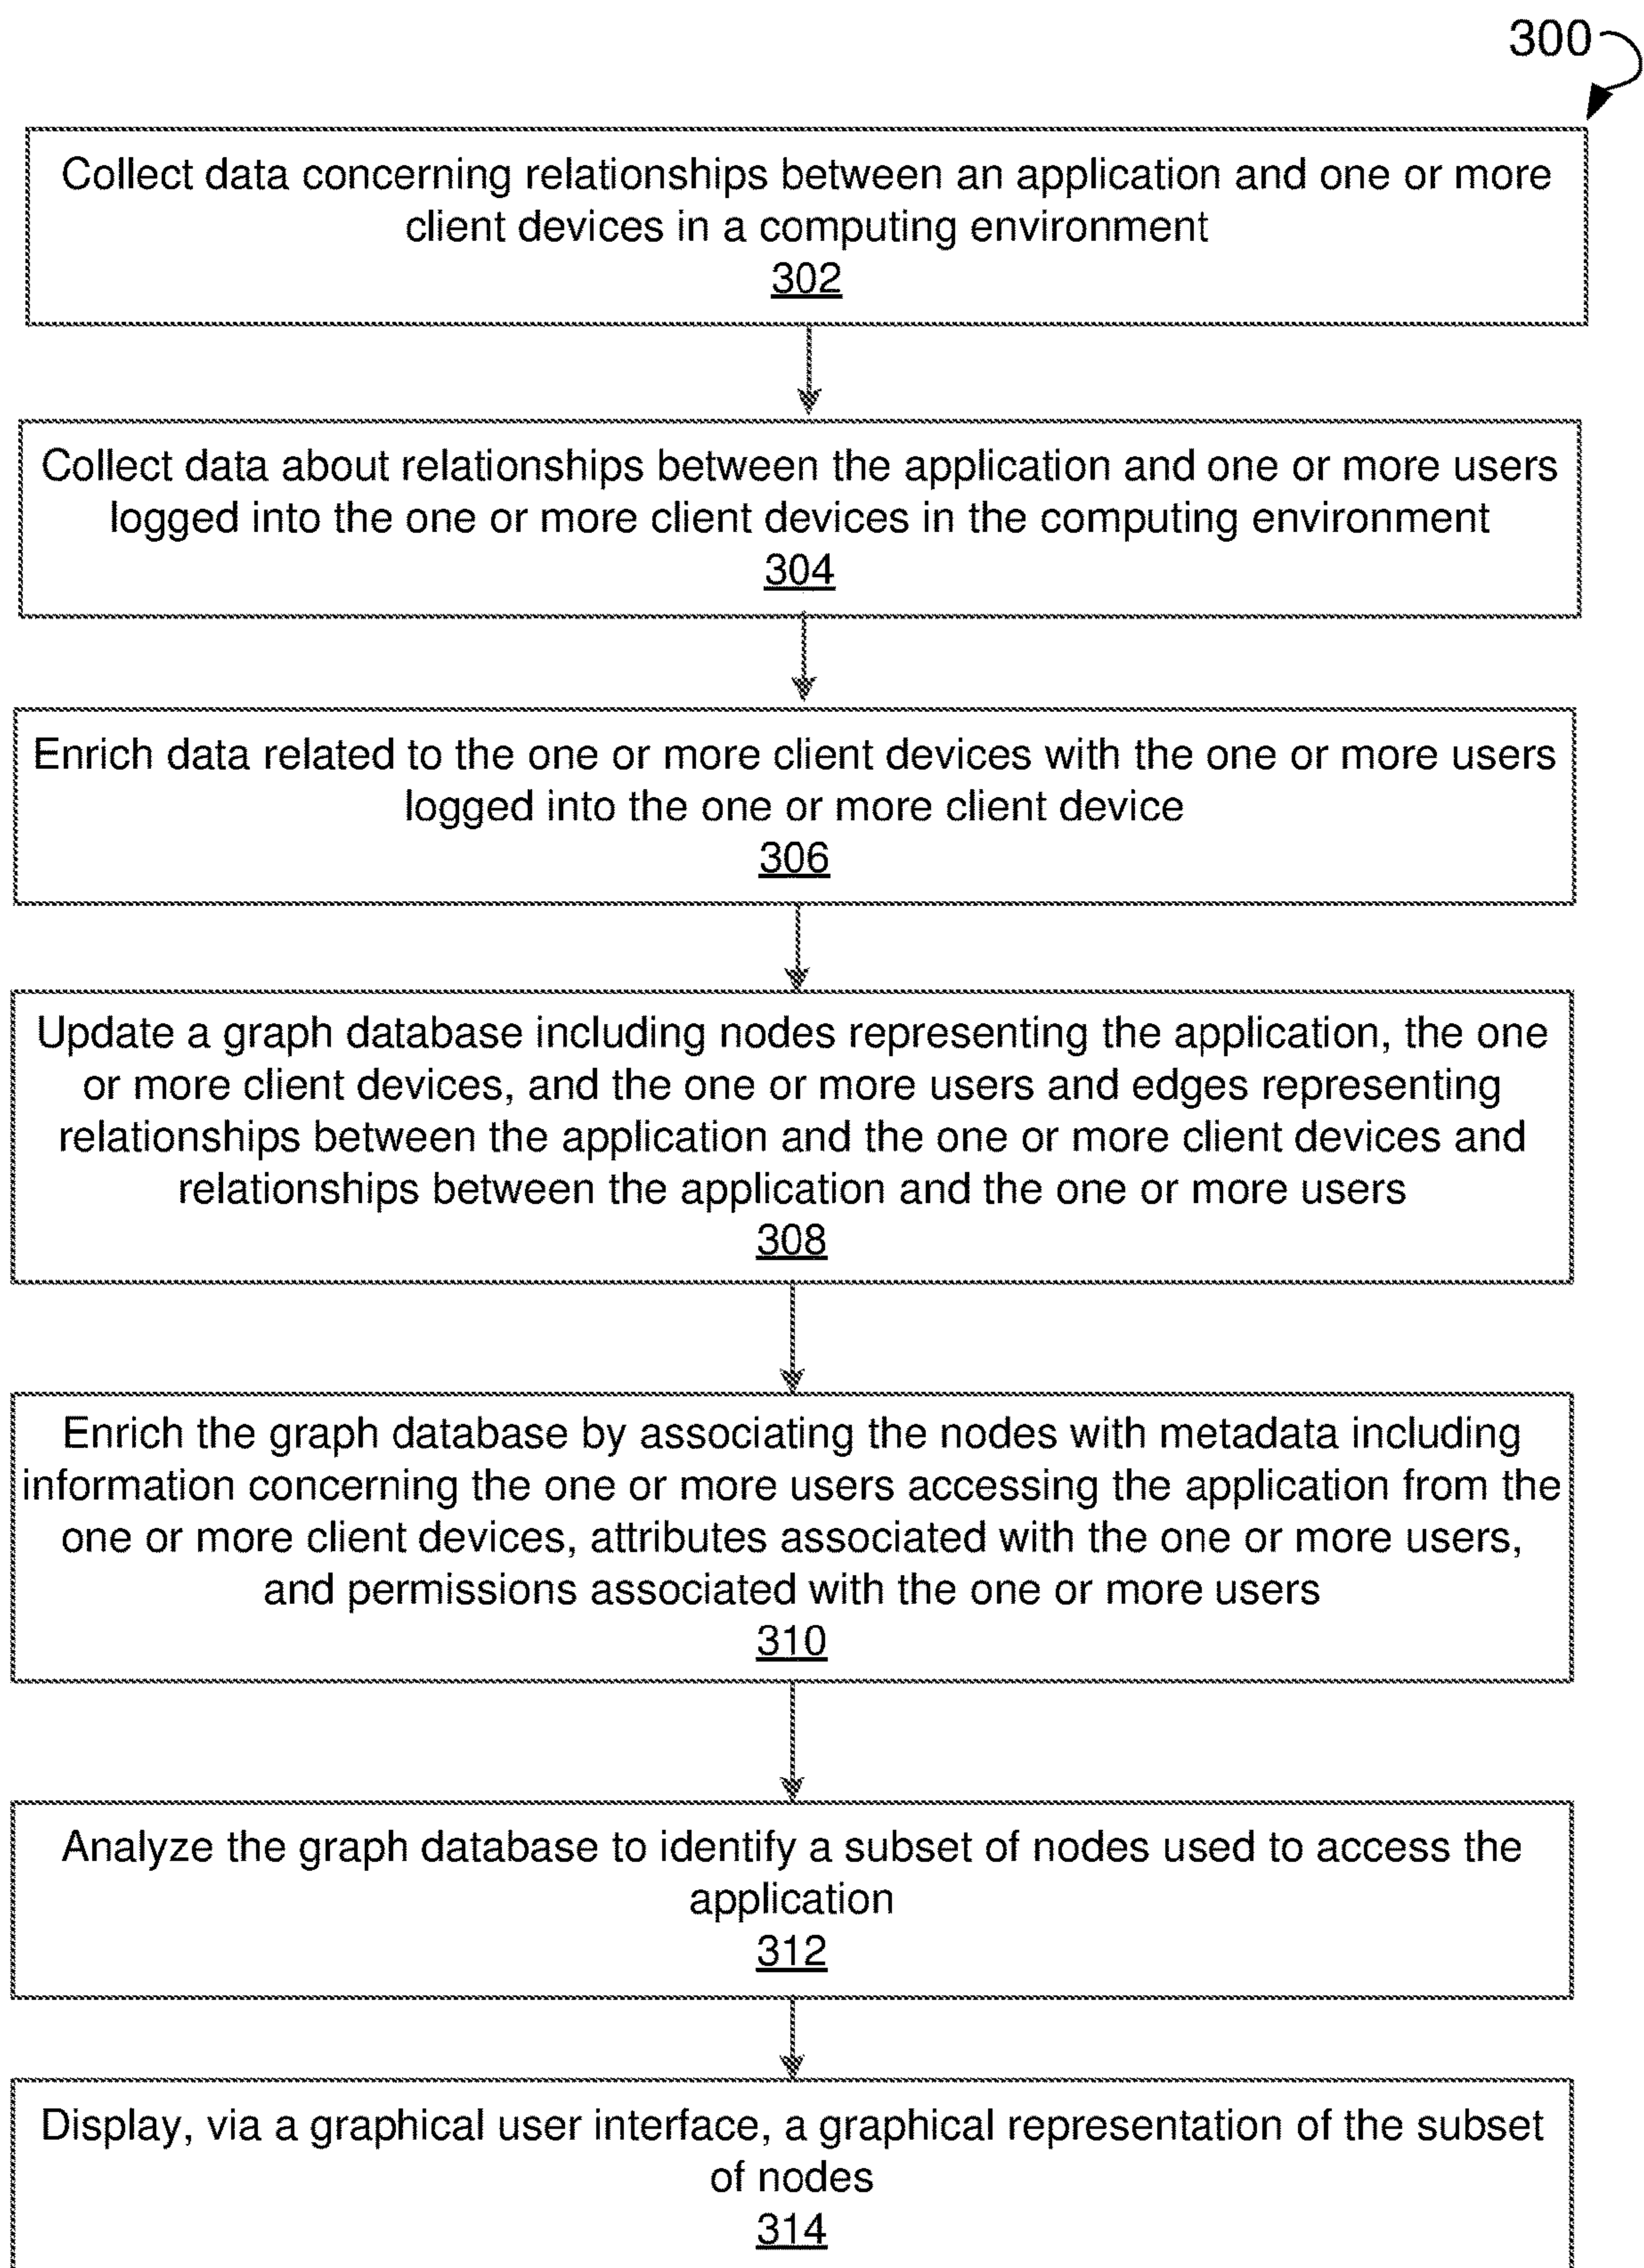 300
Collect data concerning relationships between an application and one or more
client devices in a computing environment
302
Collect data about relationships between the application and one or more users
logged into the one or more client devices in the computing environment
304
Enrich data related to the one or more client devices with the one or more users
logged into the one or more client device
306
Update a graph database including nodes representing the application, the one
or more client devices, and the one or more users and edges representing
relationships between the application and the one or more client devices and
relationships between the application and the one or more users
308
Enrich the graph database by associating the nodes with metadata including
information concerning the one or more users accessing the application from the
one or more client devices, attributes associated with the one or more users,
and permissions associated with the one or more users
310
Analyze the graph database to identify a subset of nodes used to access the
application
312
Display, via a graphical user interface, a graphical representation of the subset
of nodes
314